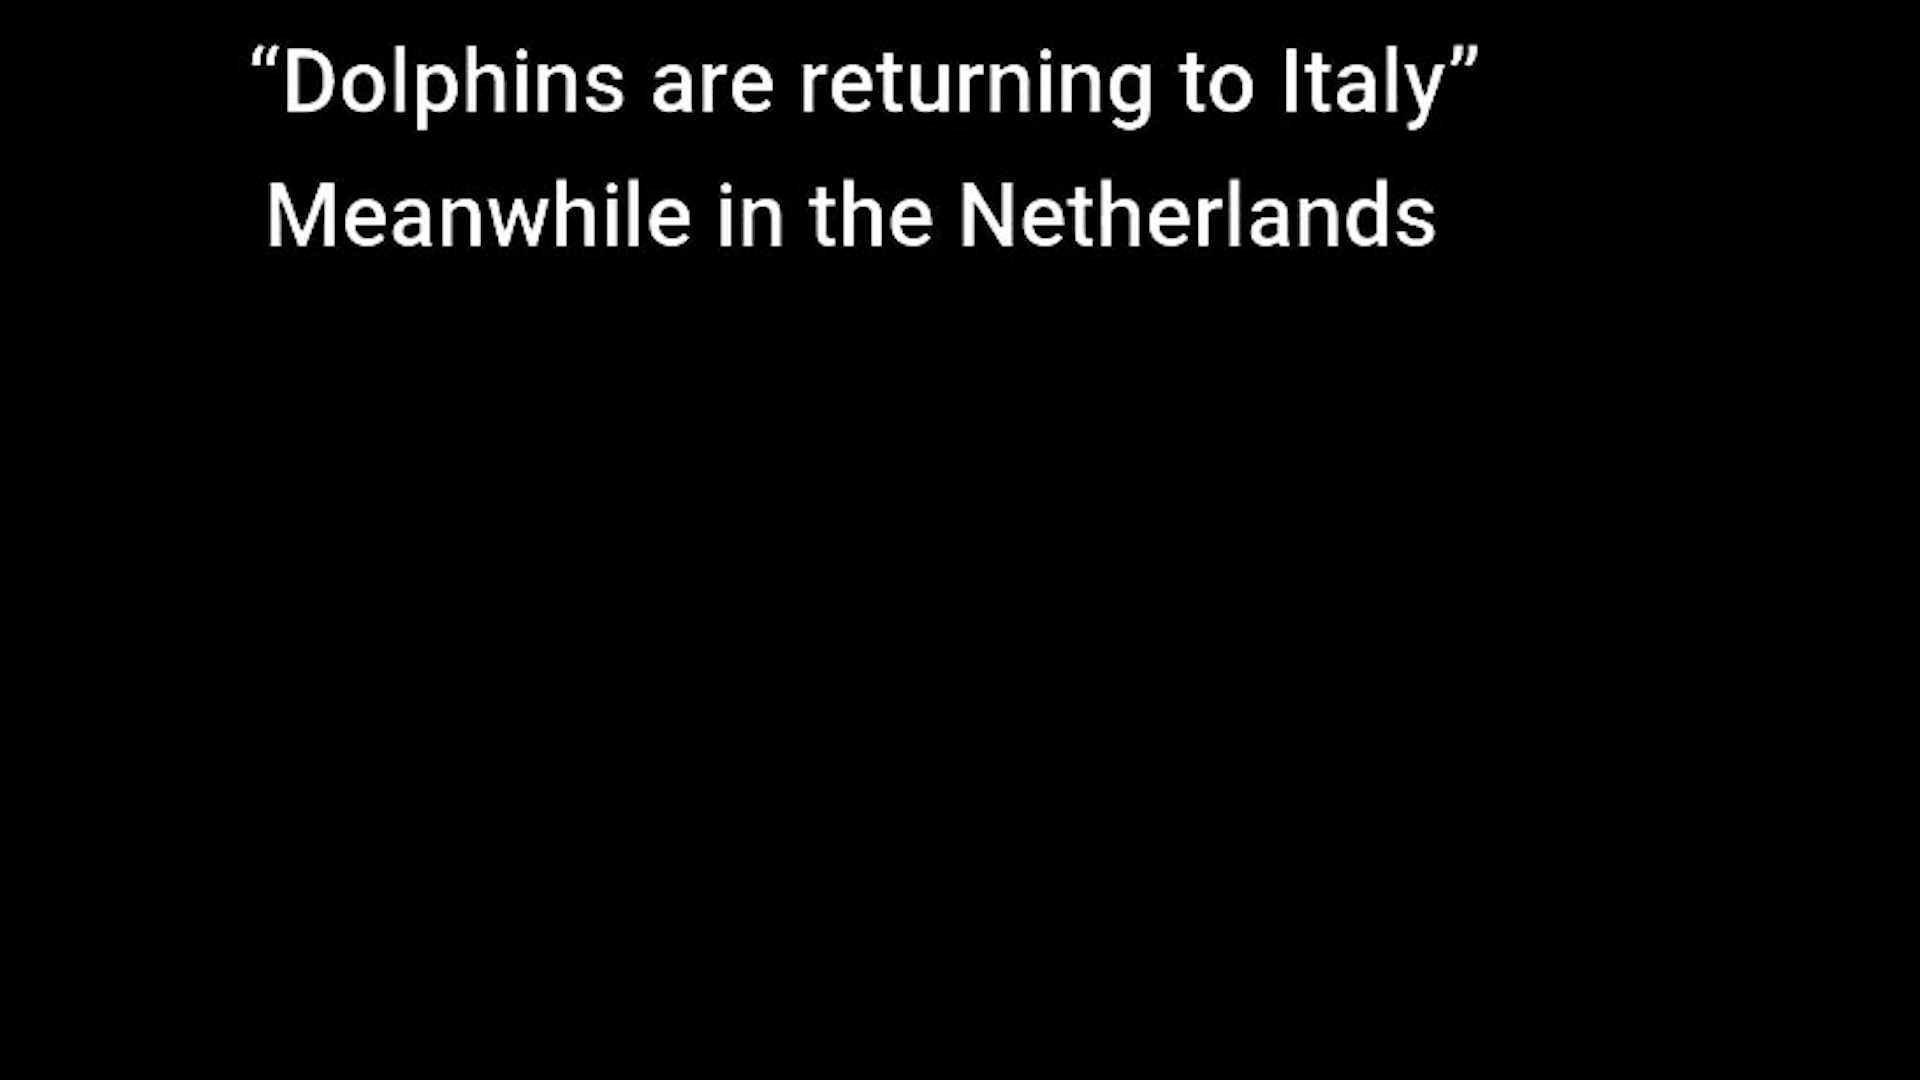 “Dolphins are returning to Italy”
Meanwhile in the Netherlands